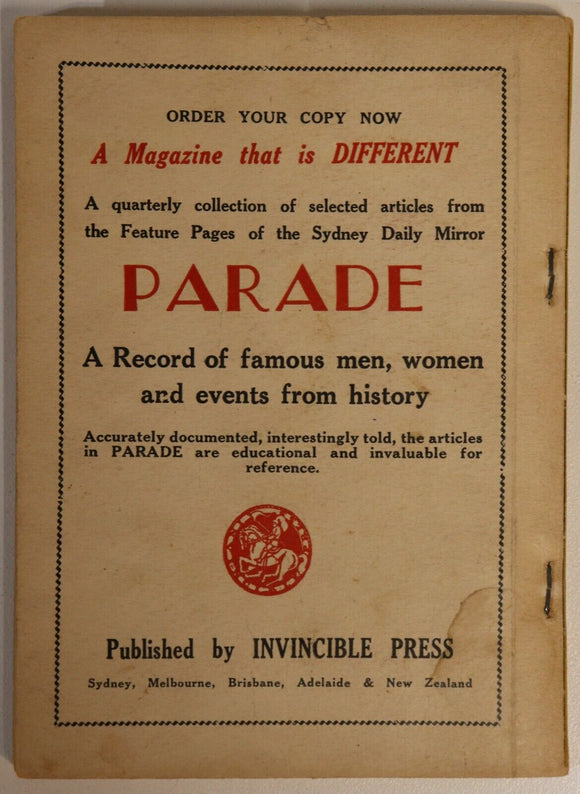 ORDER YOUR COPY NOW
A Magazine that is DIFFERENT
A quarterly collection of selected articles from
the Feature Pages of the Sydney Daily Mirror
PARADE
A Record of famous men, women
and events from history
Accurately documented, interestingly told, the articles
in PARADE are educational and invaluable for
reference.
Published by INVINCIBLE PRESS
Sydney, Melbourne, Brisbane, Adelaide & New Zealand